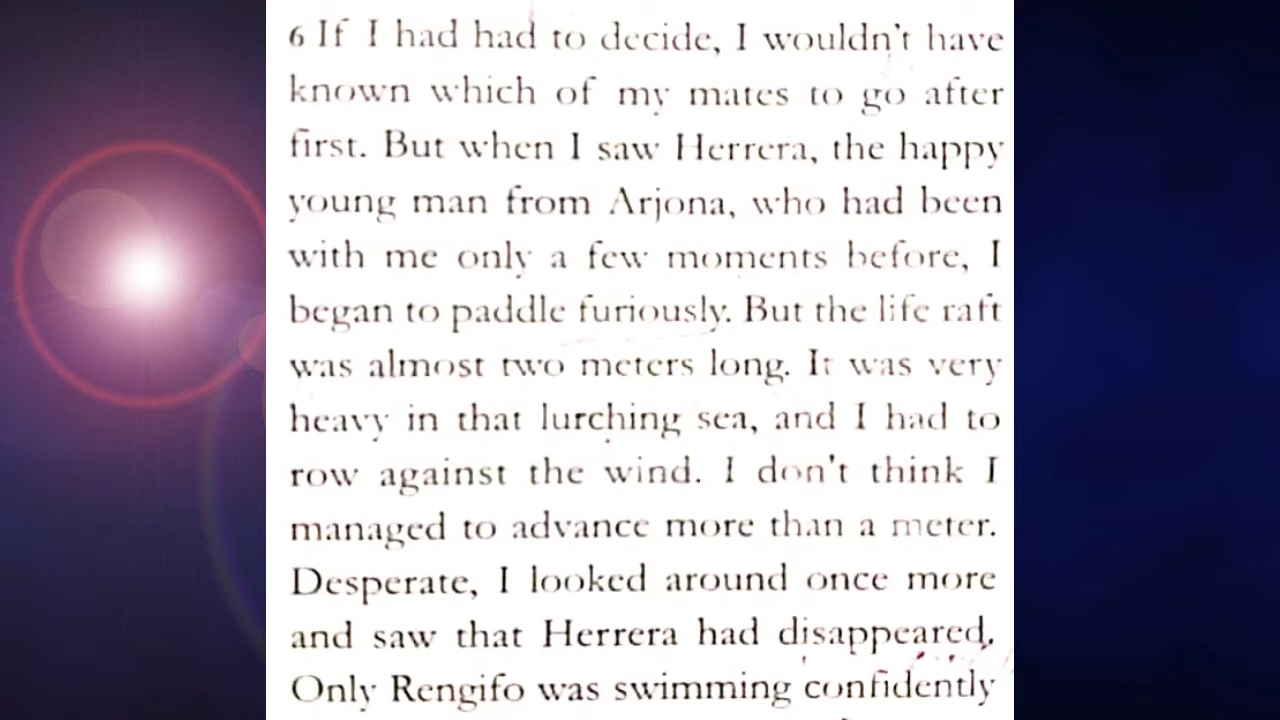 6 If I had had to decide, I wouldn't have
known which of my mates to go after
first. But when I saw Herrera, the happy
young man from Arjona, who had been
with me only a few moments before, I
began to paddle furiously. But the life raft
was almost two meters long. It was very
heavy in that lurching sea, and I had to
row against the wind. I don't think I
managed to advance more than a meter.
Desperate, I looked around once more
and saw that Herrera had disappeared.
Only Rengifo was swimming confidently